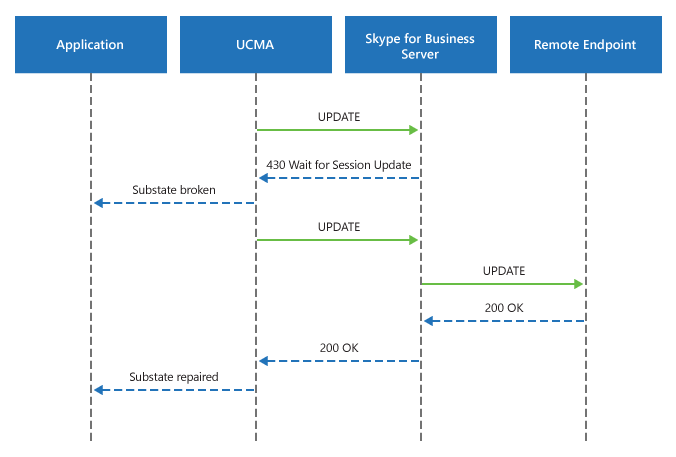 Application
UCMA
Skype for Business
Server
Remote Endpoint
UPDATE
430 Wait for Session Update
Substate broken
UPDATE
UPDATE
200 OK
200 OK
Substate repaired